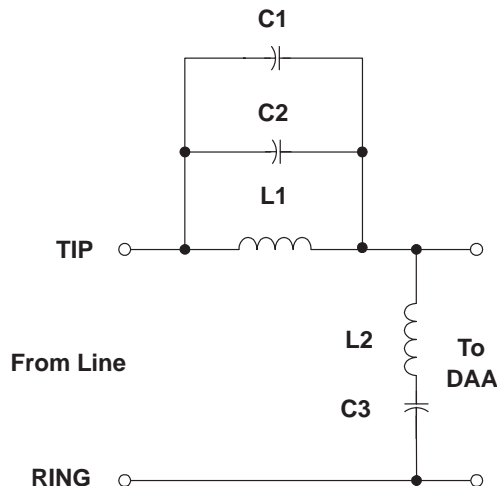 C1
C2
L1
TIP
L2
To
DAA
From Line
C3
RING